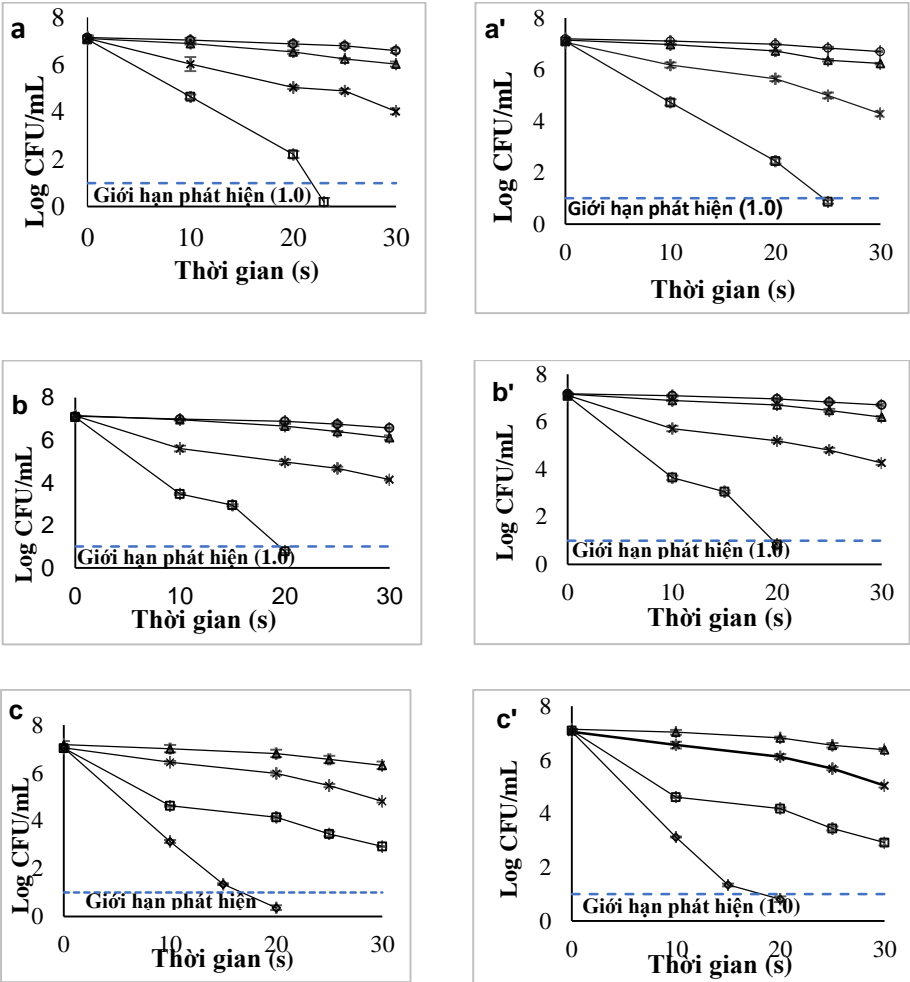 a
8
6
4
2
0
0 10 20 30
Log CFU/mL
Giới hạn phát hiện (1.0)
Thời gian (s)
a'
8
6
4
2
0
0 10 20 30
Log CFU/mL
Giới hạn phát hiện (1.0)
Thời gian (s)
b
8
6
4
2
0
0 10 20 30
Log CFU/mL
Giới hạn phát hiện (1.0)
Thời gian (s)
b'
8
6
4
2
0
0 10 20 30
Log CFU/mL
Giới hạn phát hiện (1.0)
Thời gian (s)
c
8
6
4
2
0
0 10 20 30
Log CFU/mL
Giới hạn phát hiện
Thời gian (s)
c'
8
6
4
2
0
0 10 20 30
Log CFU/mL
Giới hạn phát hiện (1.0)
Thời gian (s)